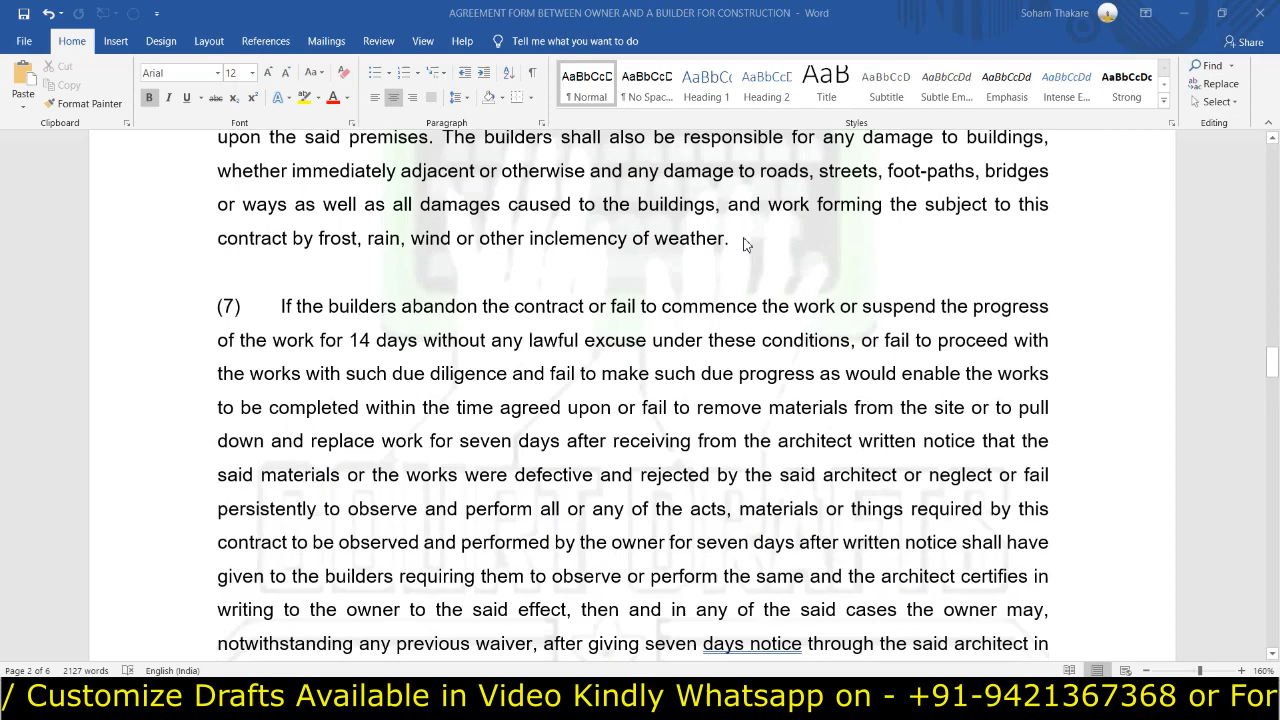 AGREEMENT FORM BETWEEN OWNER AND A BUILDER FOR CONSTRUCTION - Word
Soham Thakare
File Home Insert Design Layout References Mailings Review View Help Tell me what you want to do
Share
Paste
Cut
Copy
Format Painter
Clipboard
Arial 12
Font
Paragraph
AaBbCcD AaBbCcD AaBbC AaBbCcD AaB AaBbCcD AaBbCcDd AaBbCcDd AaBbCcDd AaBbCcDc
¶ Normal ¶ No Spac... Heading 1 Heading 2 Title Subtitle Subtle Em... Emphasis Intense Em... Strong
Styles
Find
Replace
Select
Editing
upon the said premises. The builders shall also be responsible for any damage to buildings,
whether immediately adjacent or otherwise and any damage to roads, streets, foot-paths, bridges
or ways as well as all damages caused to the buildings, and work forming the subject to this
contract by frost, rain, wind or other inclemency of weather.
(7) If the builders abandon the contract or fail to commence the work or suspend the progress
of the work for 14 days without any lawful excuse under these conditions, or fail to proceed with
the works with such due diligence and fail to make such due progress as would enable the works
to be completed within the time agreed upon or fail to remove materials from the site or to pull
down and replace work for seven days after receiving from the architect written notice that the
said materials or the works were defective and rejected by the said architect or neglect or fail
persistently to observe and perform all or any of the acts, materials or things required by this
contract to be observed and performed by the owner for seven days after written notice shall have
given to the builders requiring them to observe or perform the same and the architect certifies in
writing to the owner to the said effect, then and in any of the said cases the owner may,
notwithstanding any previous waiver, after giving seven days notice through the said architect in
COURT DRAFTS
Page 2 of 6 2127 words English (India) 160%
/ Customize Drafts Available in Video Kindly Whatsapp on - +91-9421367368 or For